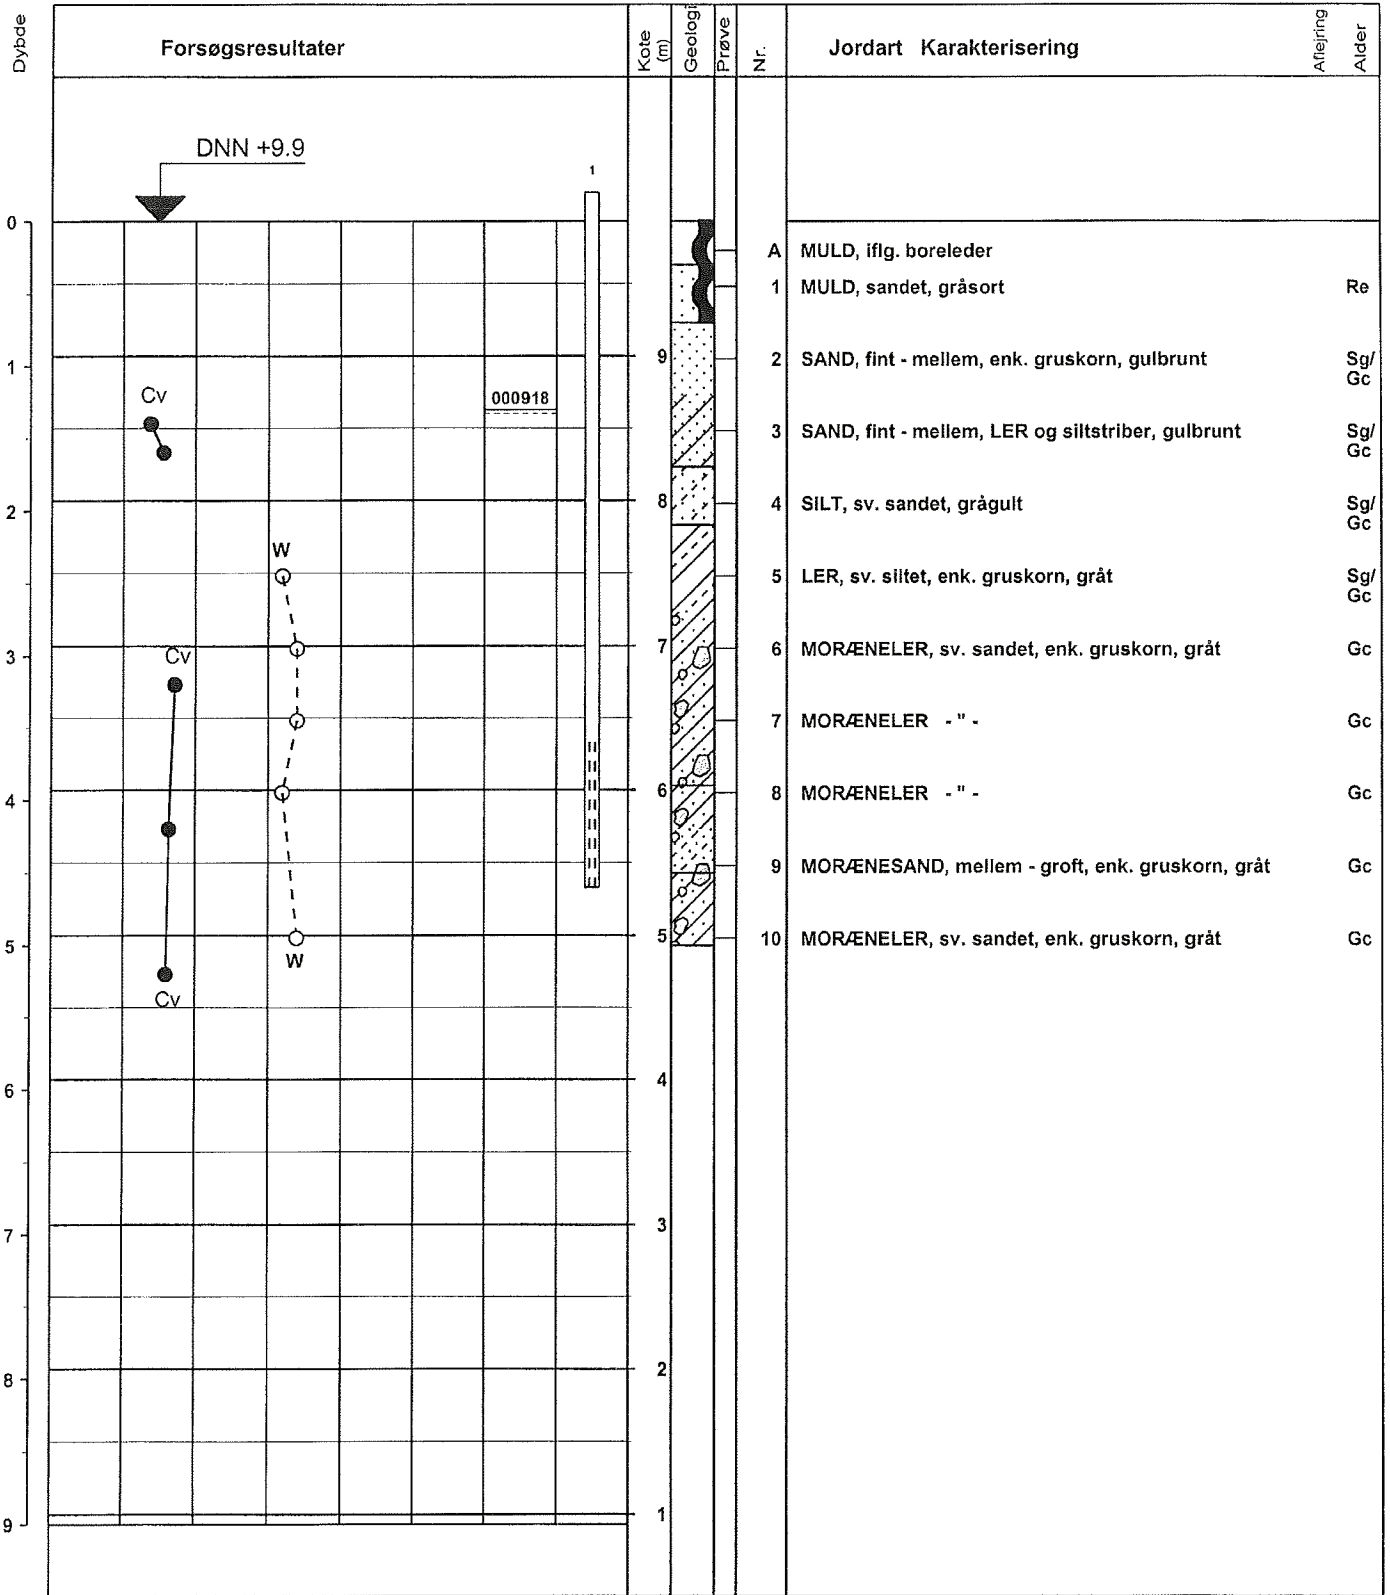 Dybde
Forsøgsresultater
Kote (m)
Geologi
Prøve
Nr.
Jordart Karakterisering
Aflejring
Alder
DNN +9.9
1
0
A MULD, iflg. boreleder
1 MULD, sandet, gråsort Re
9
1
2 SAND, fint - mellem, enk. gruskorn, gulbrunt Sg/
Gc
Cv
000918
3 SAND, fint - mellem, LER og siltstriber, gulbrunt Sg/
Gc
8
2
4 SILT, sv. sandet, grågult Sg/
Gc
W
5 LER, sv. siltet, enk. gruskorn, gråt Sg/
Gc
7
3
Cv
6 MORÆNELER, sv. sandet, enk. gruskorn, gråt Gc
7 MORÆNELER - " - Gc
6
4
8 MORÆNELER - " - Gc
9 MORÆNESAND, mellem - groft, enk. gruskorn, gråt Gc
5
5
10 MORÆNELER, sv. sandet, enk. gruskorn, gråt Gc
W
Cv
4
6
3
7
2
8
1
9